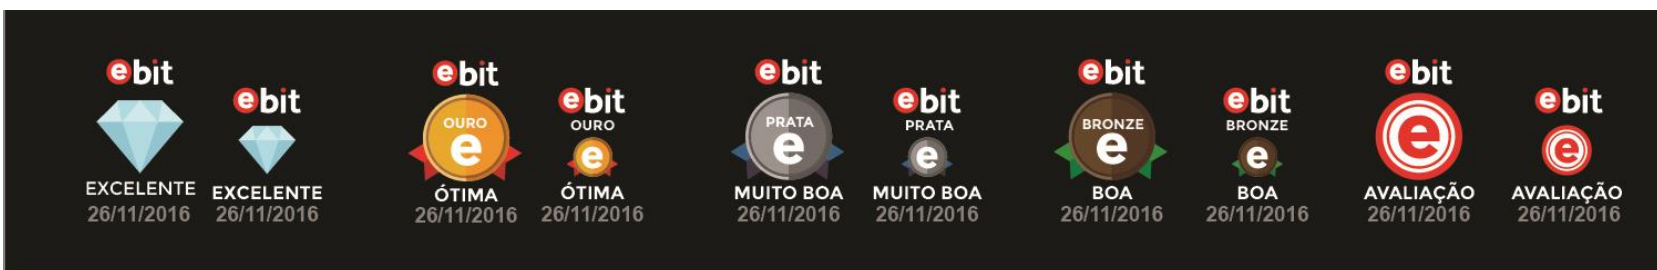 ebit
EXCELENTE
26/11/2016
ebit
EXCELENTE
26/11/2016
ebit
OURO
e
ÓTIMA
26/11/2016
ebit
OURO
e
ÓTIMA
26/11/2016
ebit
PRATA
e
MUITO BOA
26/11/2016
ebit
PRATA
e
MUITO BOA
26/11/2016
ebit
BRONZE
e
BOA
26/11/2016
ebit
BRONZE
e
BOA
26/11/2016
ebit
e
AVALIAÇÃO
26/11/2016
ebit
e
AVALIAÇÃO
26/11/2016